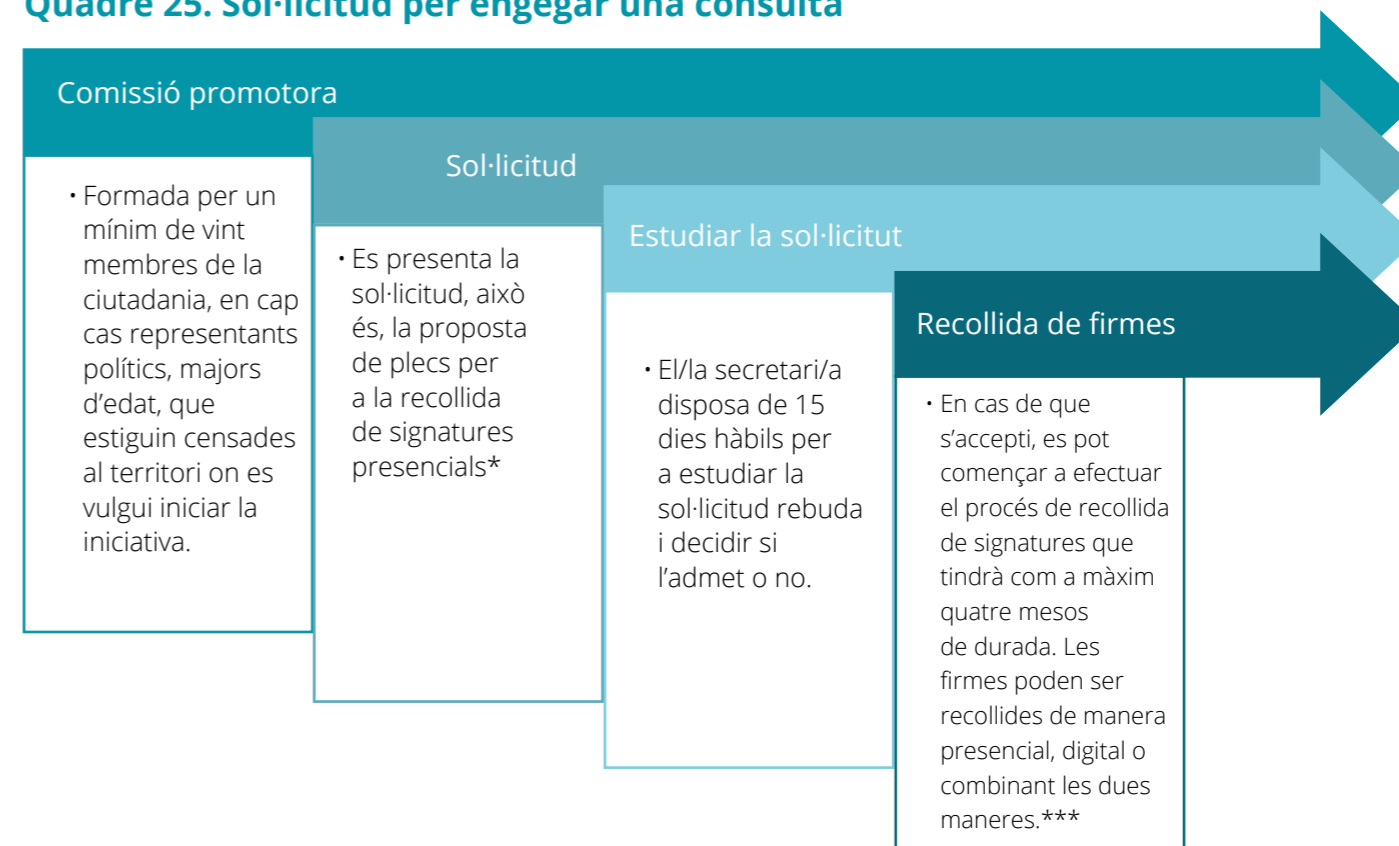 Quadre 25. Sol·licitud per engegar una consulta
Comissió promotora
• Formada per un
mínim de vint
membres de la
ciutadania, en cap
cas representants
polítics, majors
d'edat, que
estiguin censades
al territori on es
vulgui iniciar la
iniciativa.
Sol·licitud
• Es presenta la
sol·licitud, això
és, la proposta
de plecs per
a la recollida
de signatures
presencials*
Estudiar la sol·licitut
• El/la secretari/a
disposa de 15
dies hàbils per
a estudiar la
sol·licitud rebuda
i decidir si
l'admet o no.
Recollida de firmes
• En cas de que
s'accepti, es pot
començar a efectuar
el procés de recollida
de signatures que
tindrà com a màxim
quatre mesos
de durada. Les
firmes poden ser
recollides de manera
presencial, digital o
combinant les dues
maneres.***